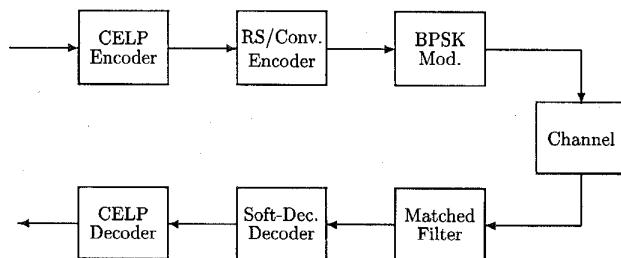 CELP
Encoder
RS/Conv.
Encoder
BPSK
Mod.
Channel
CELP
Decoder
Soft-Dec.
Decoder
Matched
Filter